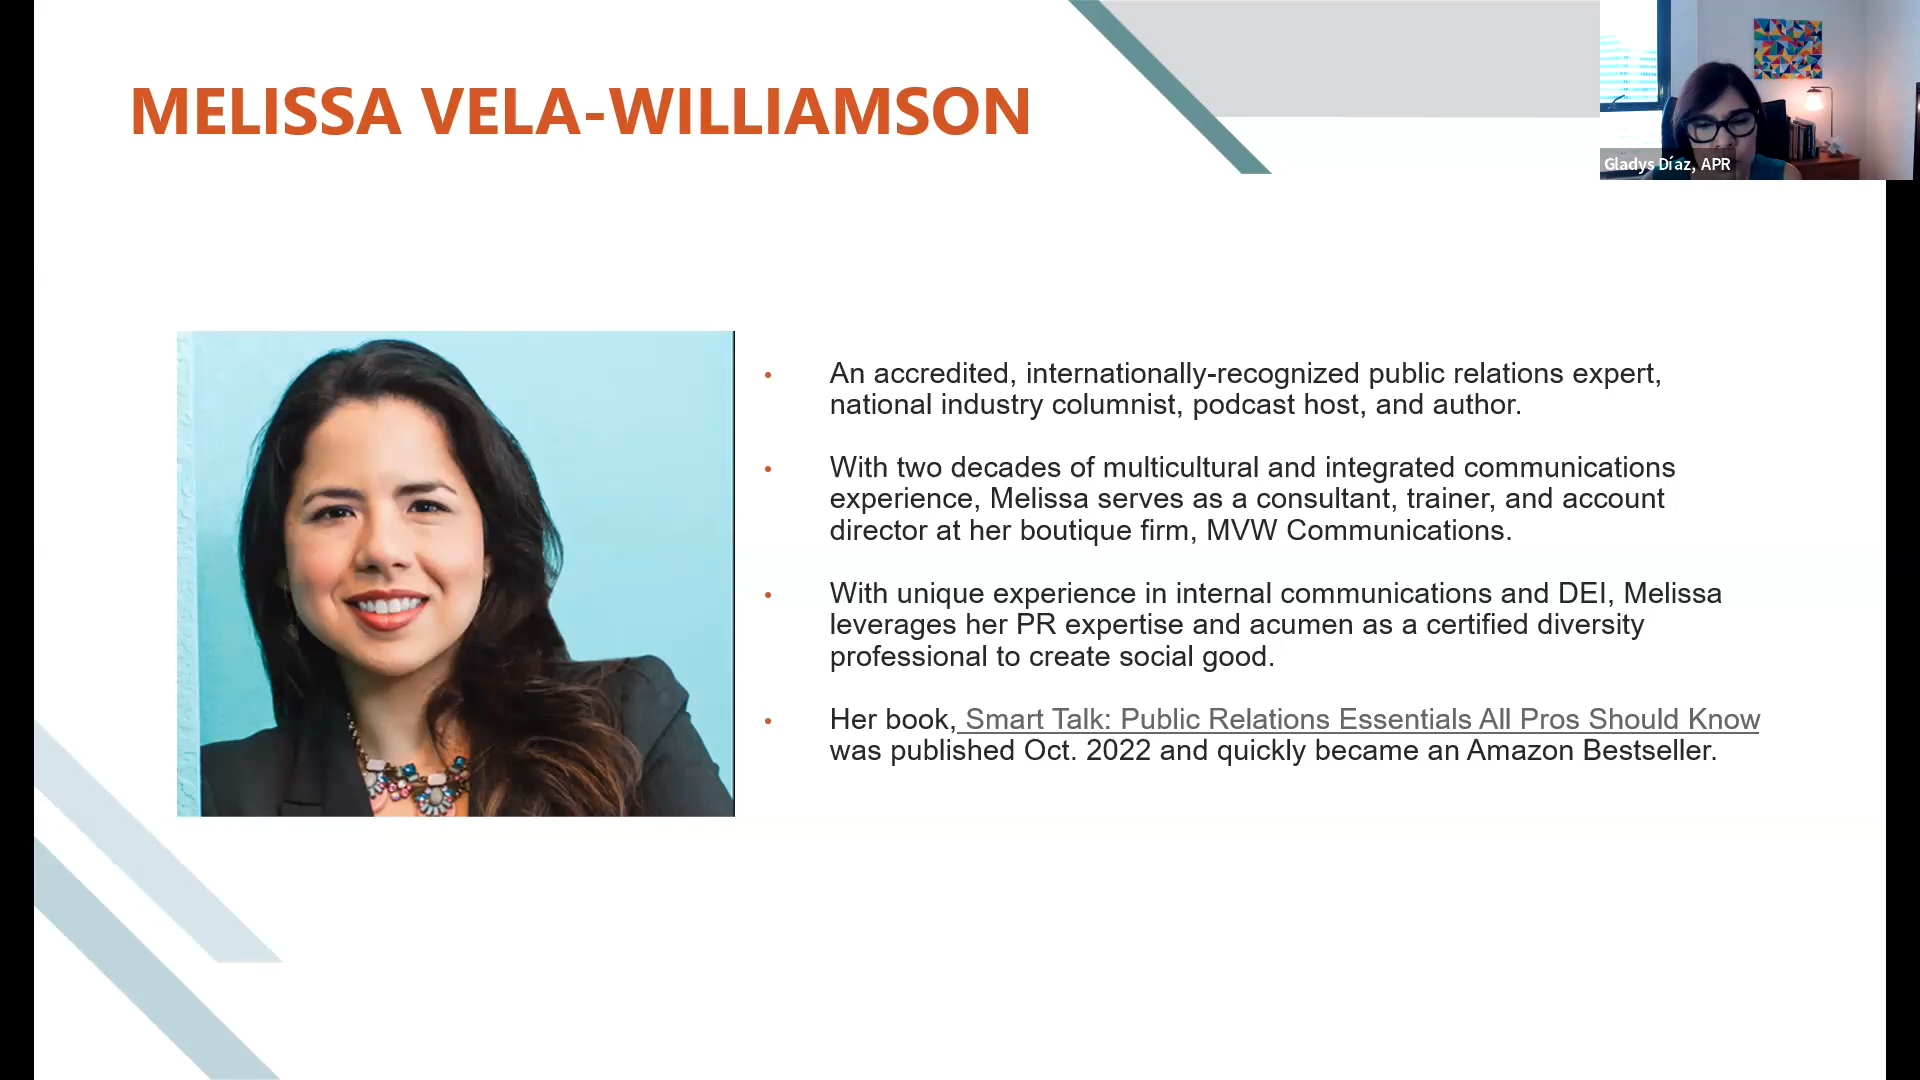 MELISSA VELA-WILLIAMSON
Gladys Díaz, APR
• An accredited, internationally-recognized public relations expert,
national industry columnist, podcast host, and author.
• With two decades of multicultural and integrated communications
experience, Melissa serves as a consultant, trainer, and account
director at her boutique firm, MVW Communications.
• With unique experience in internal communications and DEI, Melissa
leverages her PR expertise and acumen as a certified diversity
professional to create social good.
• Her book, Smart Talk: Public Relations Essentials All Pros Should Know
was published Oct. 2022 and quickly became an Amazon Bestseller.